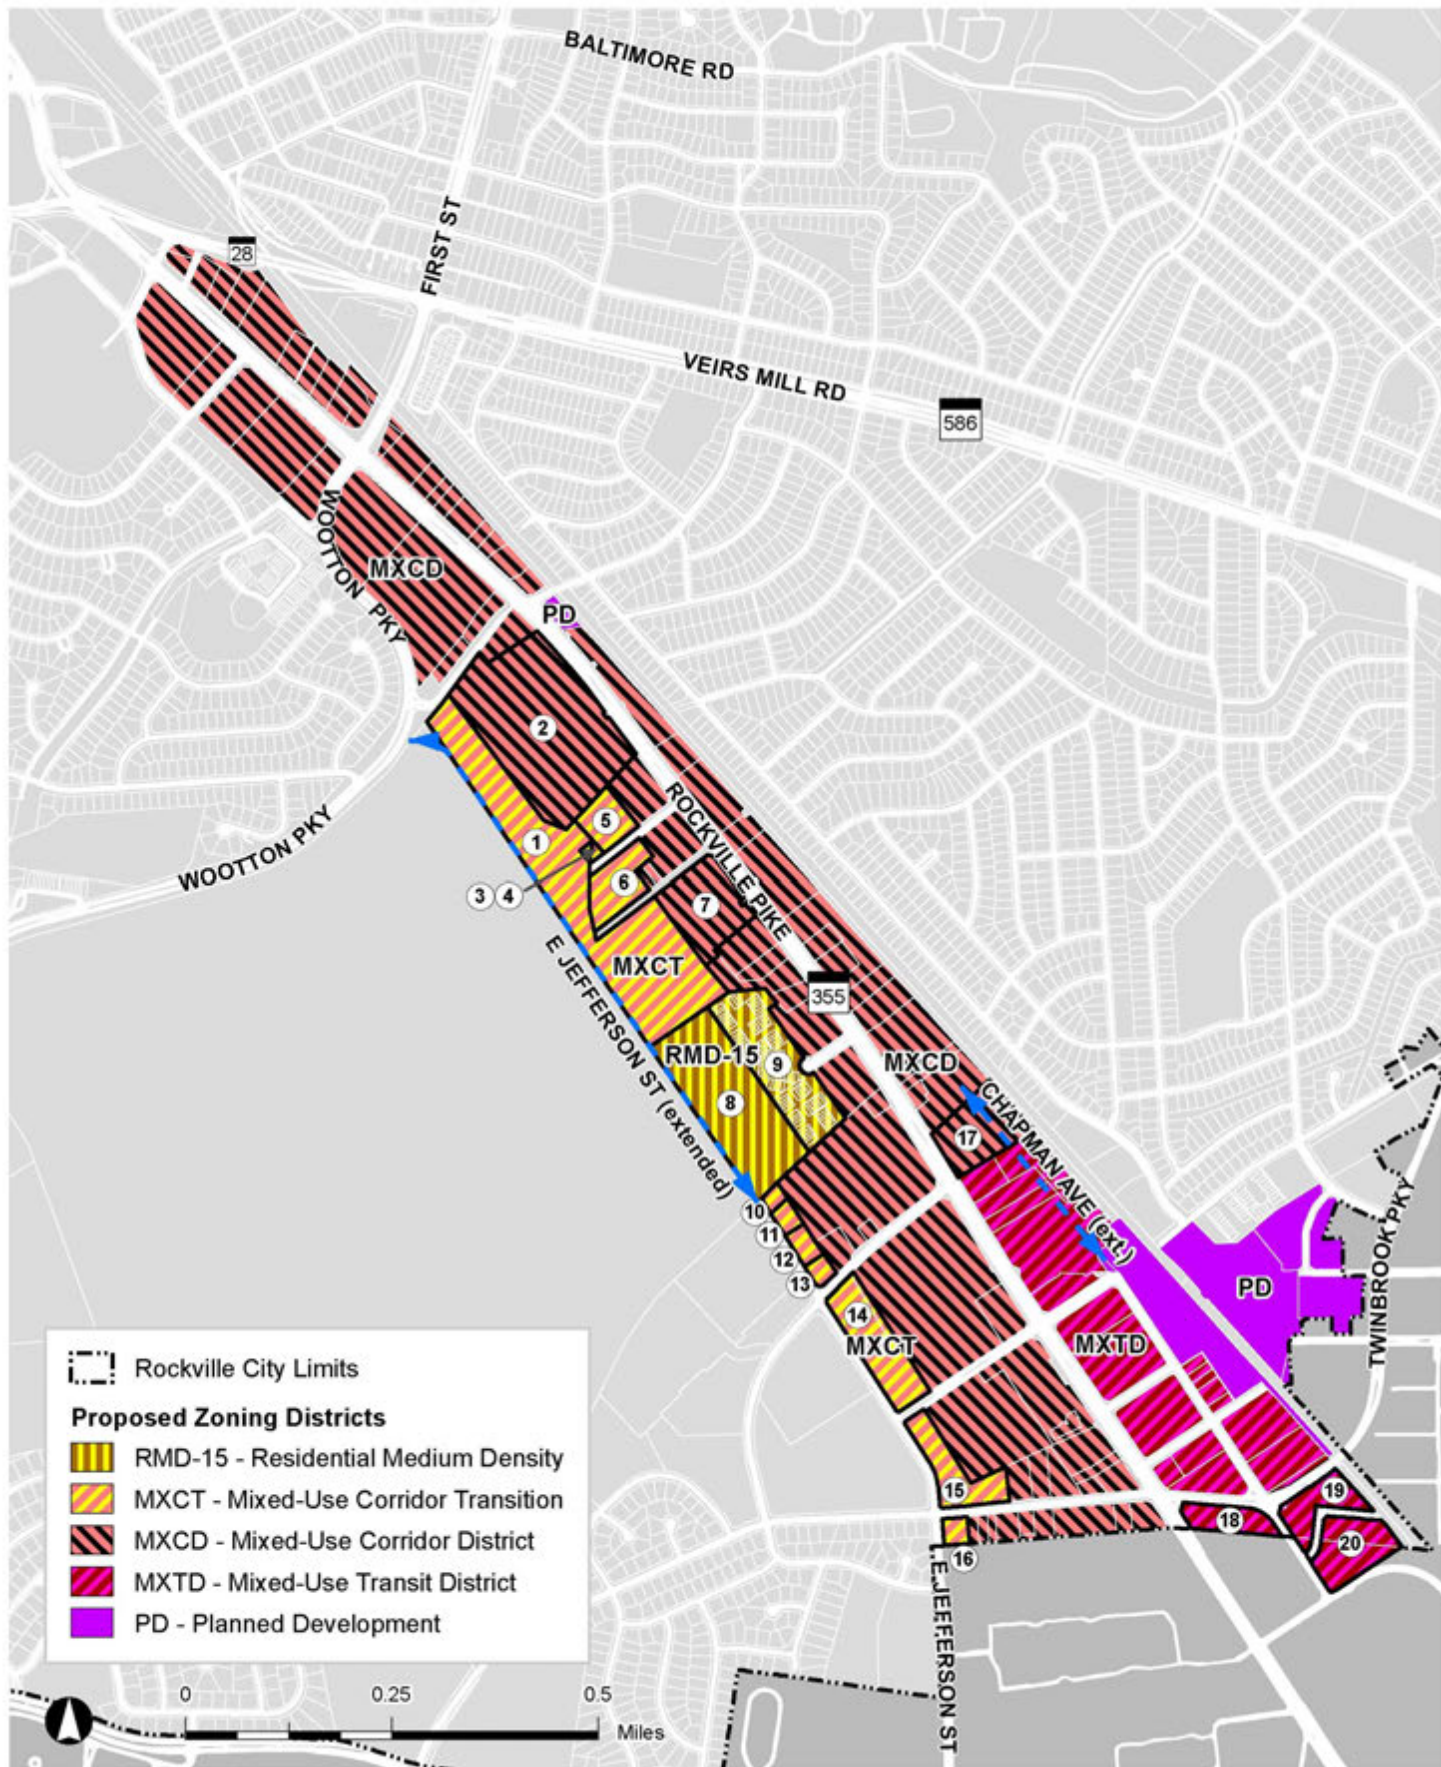 BALTIMORE RD
FIRST ST
28
VEIRS MILL RD
586
WOOTTON PKY
MXCD
PD
2
ROCKVILLE PIKE
WOOTTON PKY
1
5
3 4
6
7
E JEFFERSON ST (extended)
MXCT
355
RMD-15
9
8
MXCD
CHAPMAN AVE (ext.)
17
10
11
12
13
14
MXCT
PD
TWINBROOK PKY
MXTD
15
16
18
19
20
E JEFFERSON ST
Rockville City Limits
Proposed Zoning Districts
RMD-15 - Residential Medium Density
MXCT - Mixed-Use Corridor Transition
MXCD - Mixed-Use Corridor District
MXTD - Mixed-Use Transit District
PD - Planned Development
0 0.25 0.5
Miles